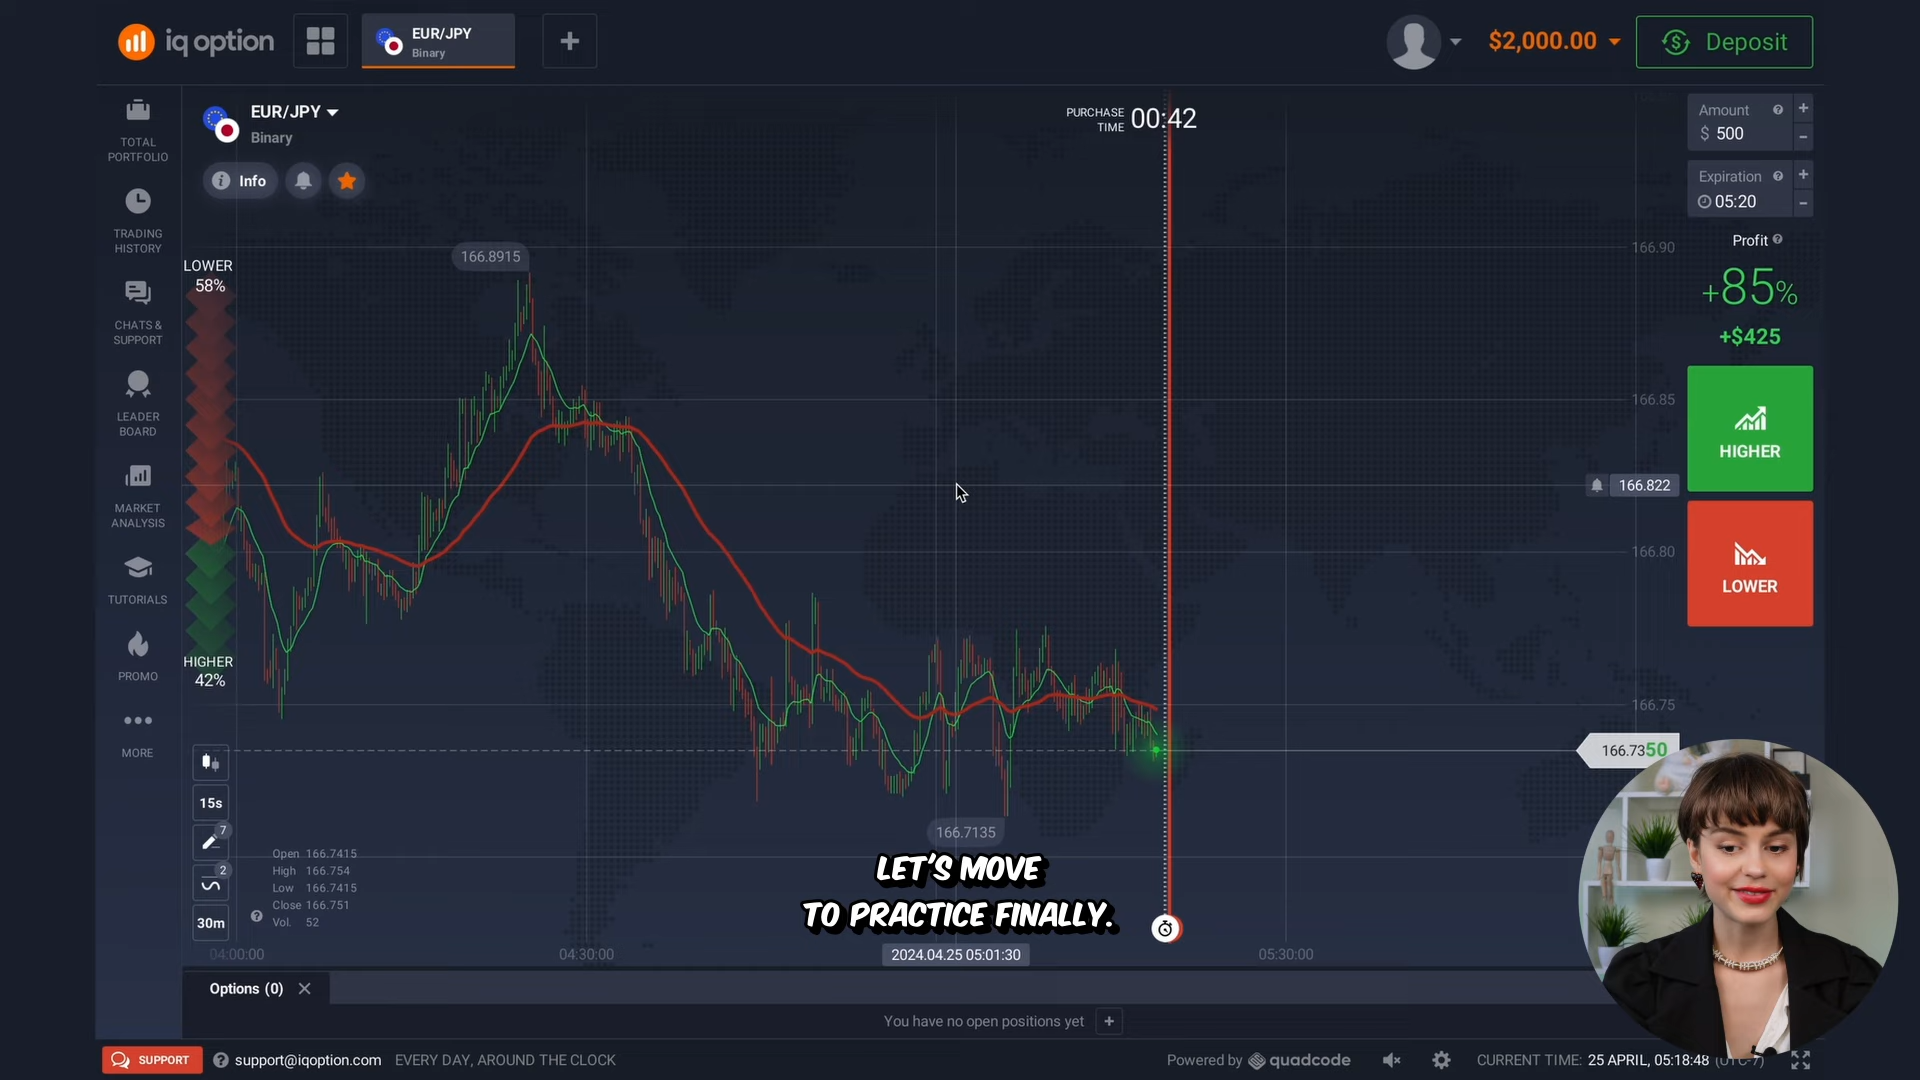 iq option
EUR/JPY
Binary
$2,000.00
Deposit
TOTAL
PORTFOLIO
TRADING
HISTORY
CHATS &
SUPPORT
LEADER
BOARD
MARKET
ANALYSIS
TUTORIALS
PROMO
MORE
EUR/JPY
Binary
Info
PURCHASE
TIME
00:42
LOWER
58%
HIGHER
42%
166.8915
166.7135
166.90
166.85
166.822
166.80
166.75
166.7350
Amount
$ 500
Expiration
05:20
Profit
+85%
+$425
HIGHER
LOWER
15s
7
2
30m
Open 166.7415
High 166.754
Low 166.7415
Close 166.751
Vol. 52
LET'S MOVE
TO PRACTICE FINALLY.
04:00:00
04:30:00
2024.04.25 05:01:30
05:30:00
Options (0)
You have no open positions yet
SUPPORT
support@iqoption.com
EVERY DAY, AROUND THE CLOCK
Powered by quadcode
CURRENT TIME: 25 APRIL, 05:18:48 (UTC-7)